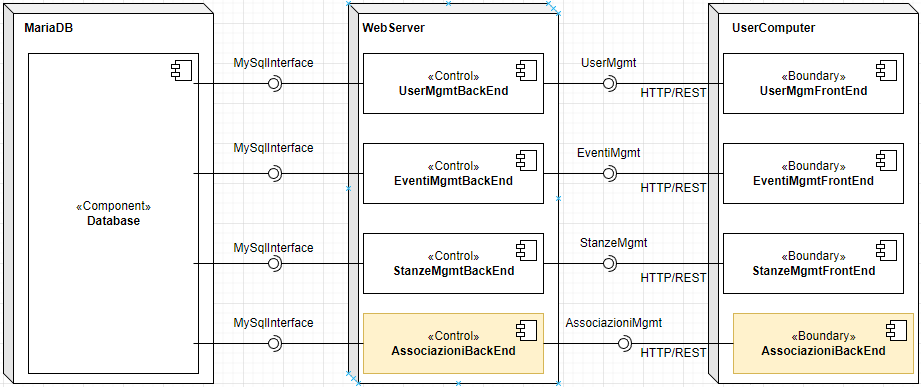 MariaDB
WebServer
UserComputer
MySqlInterface
«Control»
UserMgmtBackEnd
UserMgmt
HTTP/REST
«Boundary»
UserMgmFrontEnd
MySqlInterface
«Control»
EventiMgmtBackEnd
EventiMgmt
HTTP/REST
«Boundary»
EventiMgmtFrontEnd
«Component»
Database
MySqlInterface
«Control»
StanzeMgmtBackEnd
StanzeMgmt
HTTP/REST
«Boundary»
StanzeMgmtFrontEnd
MySqlInterface
«Control»
AssociazioniBackEnd
AssociazioniMgmt
HTTP/REST
«Boundary»
AssociazioniBackEnd